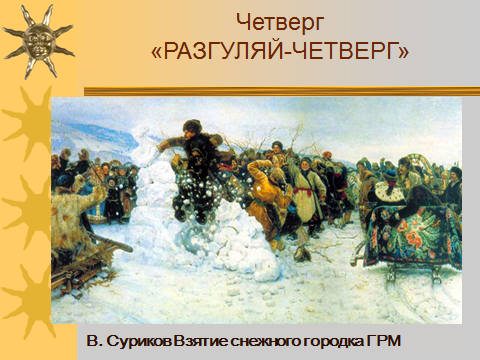 Четверг
«РАЗГУЛЯЙ-ЧЕТВЕРГ»
В. Суриков Взятие снежного городка ГРМ